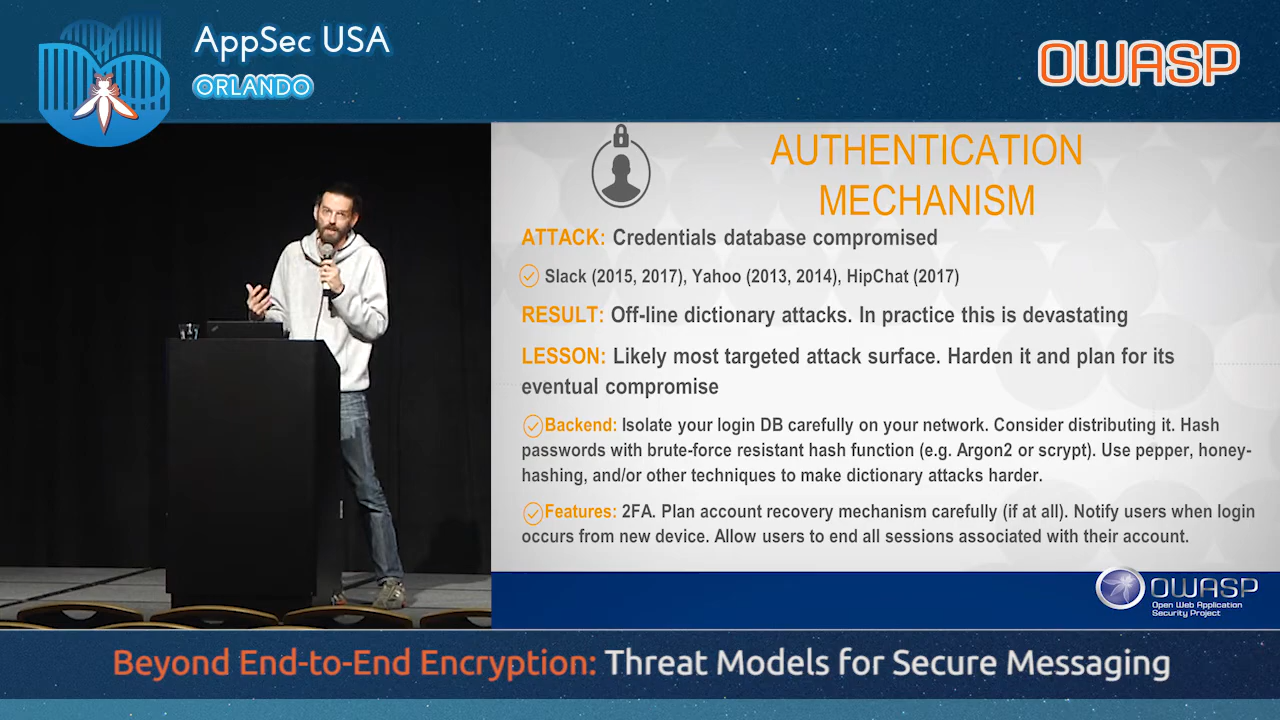 AppSec USA
ORLANDO
OWASP
AUTHENTICATION
MECHANISM
ATTACK: Credentials database compromised
Slack (2015, 2017), Yahoo (2013, 2014), HipChat (2017)
RESULT: Off-line dictionary attacks. In practice this is devastating
LESSON: Likely most targeted attack surface. Harden it and plan for its
eventual compromise
Backend: Isolate your login DB carefully on your network. Consider distributing it. Hash
passwords with brute-force resistant hash function (e.g. Argon2 or scrypt). Use pepper, honey-
hashing, and/or other techniques to make dictionary attacks harder.
Features: 2FA. Plan account recovery mechanism carefully (if at all). Notify users when login
occurs from new device. Allow users to end all sessions associated with their account.
OWASP
Open Web Application
Security Project
Beyond End-to-End Encryption: Threat Models for Secure Messaging